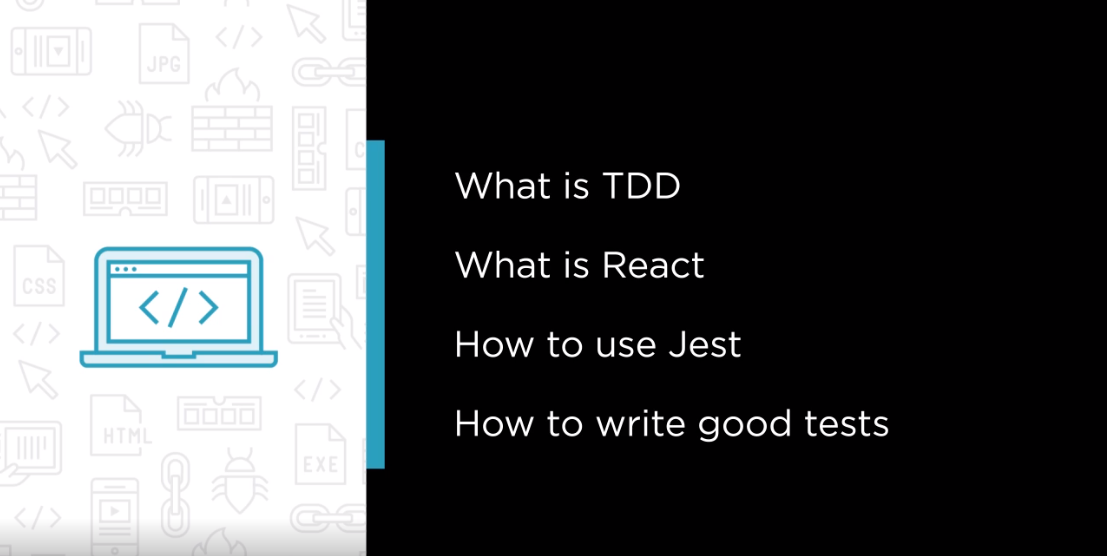 JPG
</>
</>
C
CSS
</>
</>
</>
HTML
EXE
</>
What is TDD
What is React
How to use Jest
How to write good tests